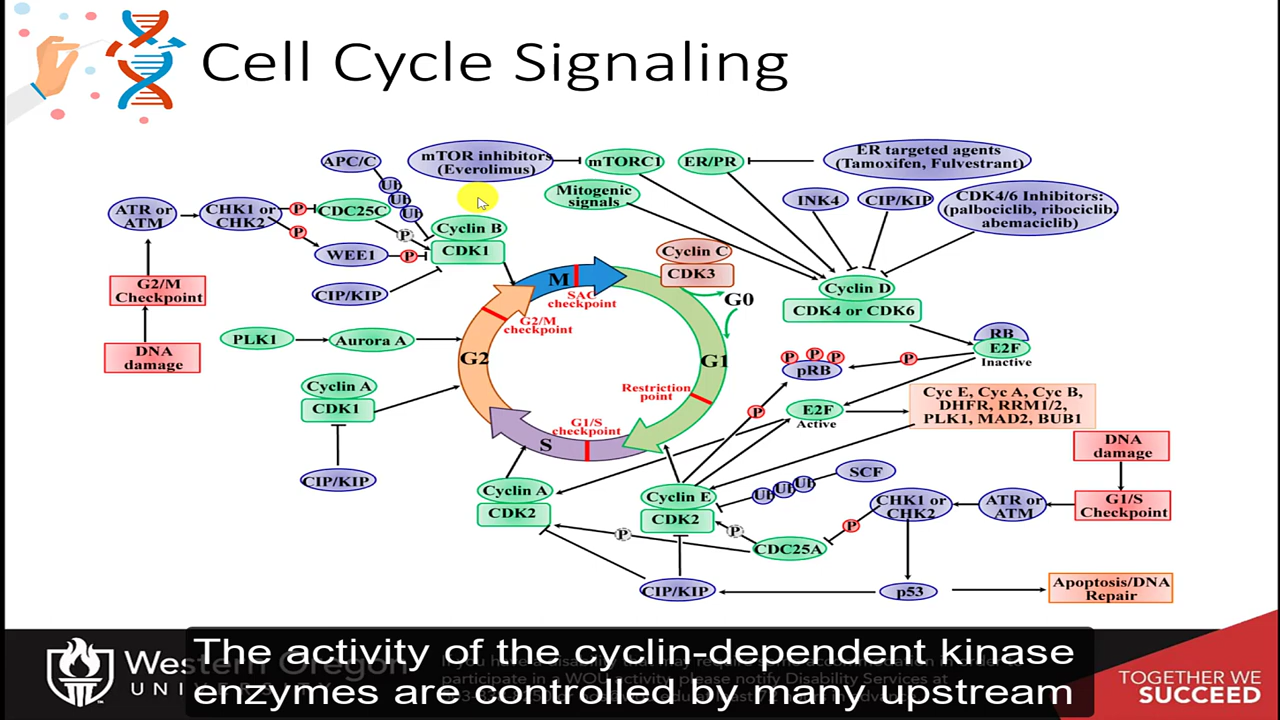 Cell Cycle Signaling
APC/C
mTOR inhibitors
(Everolimus)
mTORC1
ER/PR
ER targeted agents
(Tamoxifen, Fulvestrant)
Ub
Ub
Ub
Mitogenic
signals
INK4
CIP/KIP
CDK4/6 Inhibitors:
(palbociclib, ribociclib,
abemaciclib)
ATR or
ATM
CHK1 or
CHK2
P
CDC25C
P
P
Cyclin B
CDK1
WEE1
P
CIP/KIP
Cyclin C
CDK3
G0
Cyclin D
CDK4 or CDK6
G2/M
Checkpoint
DNA
damage
M
SAC
checkpoint
G2/M
checkpoint
G2
G1
Restriction
point
G1/S
checkpoint
S
PLK1
Aurora A
RB
E2F
Inactive
P
P P P
pRB
P
Cyclin A
CDK1
CIP/KIP
E2F
Active
Cyc E, Cyc A, Cyc B,
DHFR, RRM1/2,
PLK1, MAD2, BUB1
DNA
damage
G1/S
Checkpoint
ATR or
ATM
CHK1 or
CHK2
SCF
Ub Ub Ub
Cyclin A
CDK2
Cyclin E
CDK2
P
P
P
CDC25A
CIP/KIP
p53
Apoptosis/DNA
Repair
The activity of the cyclin-dependent kinase
enzymes are controlled by many upstream
TOGETHER WE
SUCCEED